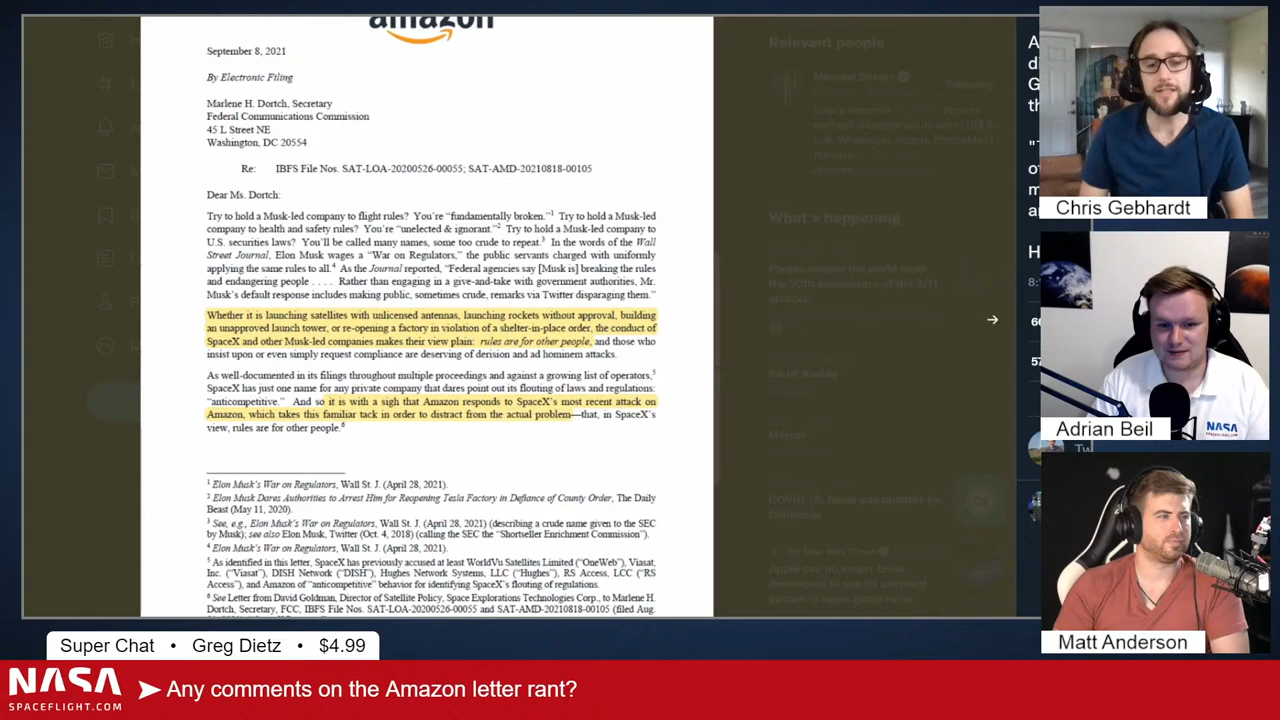 amazon
September 8, 2021
By Electronic Filing
Marlene H. Dortch, Secretary
Federal Communications Commission
45 L Street NE
Washington, DC 20554
Re: IBFS File Nos. SAT-LOA-20200526-00055; SAT-AMD-20210818-00105
Dear Ms. Dortch:
Try to hold a Musk-led company to flight rules? You're “fundamentally broken.”1 Try to hold a Musk-led
company to health and safety rules? You're “unelected & ignorant.”2 Try to hold a Musk-led company to
U.S. securities laws? You'll be called many names, some too crude to repeat.3 In the words of the Wall
Street Journal, Elon Musk wages a “War on Regulators,” the public servants charged with uniformly
applying the same rules to all.4 As the Journal reported, “Federal agencies say [Musk is] breaking the rules
and endangering people . . . . Rather than engaging in a give-and-take with government authorities, Mr.
Musk's default response includes making public, sometimes crude, remarks via Twitter disparaging them.”
Whether it is launching satellites with unlicensed antennas, launching rockets without approval, building
an unapproved launch tower, or re-opening a factory in violation of a shelter-in-place order, the conduct of
SpaceX and other Musk-led companies makes their view plain: rules are for other people, and those who
insist upon or even simply request compliance are deserving of derision and ad hominem attacks.
As well-documented in its filings throughout multiple proceedings and against a growing list of operators,5
SpaceX has just one name for any private company that dares point out its flouting of laws and regulations:
“anticompetitive.” And so it is with a sigh that Amazon responds to SpaceX's most recent attack on
Amazon, which takes this familiar tack in order to distract from the actual problem—that, in SpaceX's
view, rules are for other people.6
1 Elon Musk's War on Regulators, Wall St. J. (April 28, 2021).
2 Elon Musk Dares Authorities to Arrest Him for Reopening Tesla Factory in Defiance of County Order, The Daily
Beast (May 11, 2020).
3 See, e.g., Elon Musk's War on Regulators, Wall St. J. (April 28, 2021) (describing a crude name given to the SEC
by Musk); see also Elon Musk, Twitter (Oct. 4, 2018) (calling the SEC the “Shortseller Enrichment Commission”).
4 Elon Musk's War on Regulators, Wall St. J. (April 28, 2021).
5 As identified in this letter, SpaceX has previously accused at least WorldVu Satellites Limited (“OneWeb”), Viasat,
Inc. (“Viasat”), DISH Network (“DISH”), Hughes Network Systems, LLC (“Hughes”), RS Access, LCC (“RS
Access”), and Amazon of “anticompetitive” behavior for identifying SpaceX's flouting of regulations.
6 See Letter from David Goldman, Director of Satellite Policy, Space Explorations Technologies Corp., to Marlene H.
Dortch, Secretary, FCC, IBFS File Nos. SAT-LOA-20200526-00055 and SAT-AMD-20210818-00105 (filed Aug.
Relevant people
What's happening
Chris Gebhardt
Adrian Beil
Matt Anderson
Super Chat • Greg Dietz • $4.99
NASA
SPACEFLIGHT.COM
Any comments on the Amazon letter rant?